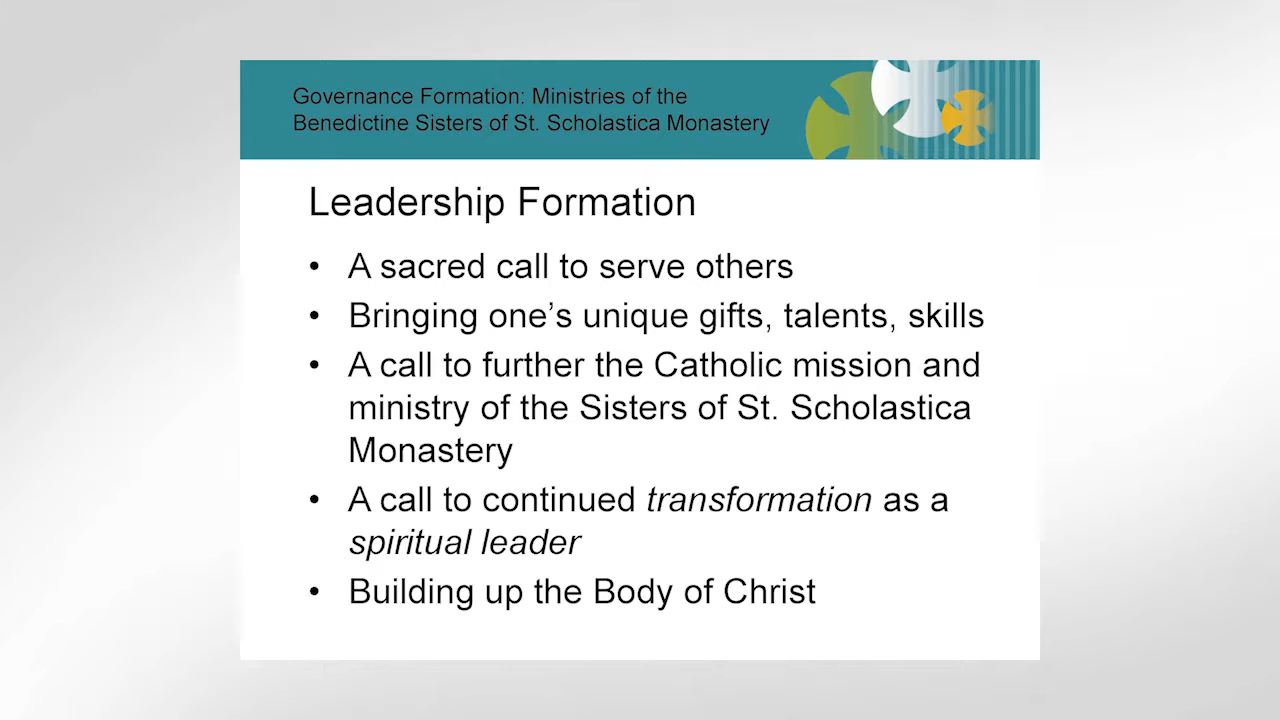 Governance Formation: Ministries of the
Benedictine Sisters of St. Scholastica Monastery
Leadership Formation
• A sacred call to serve others
• Bringing one’s unique gifts, talents, skills
• A call to further the Catholic mission and
ministry of the Sisters of St. Scholastica
Monastery
• A call to continued transformation as a
spiritual leader
• Building up the Body of Christ